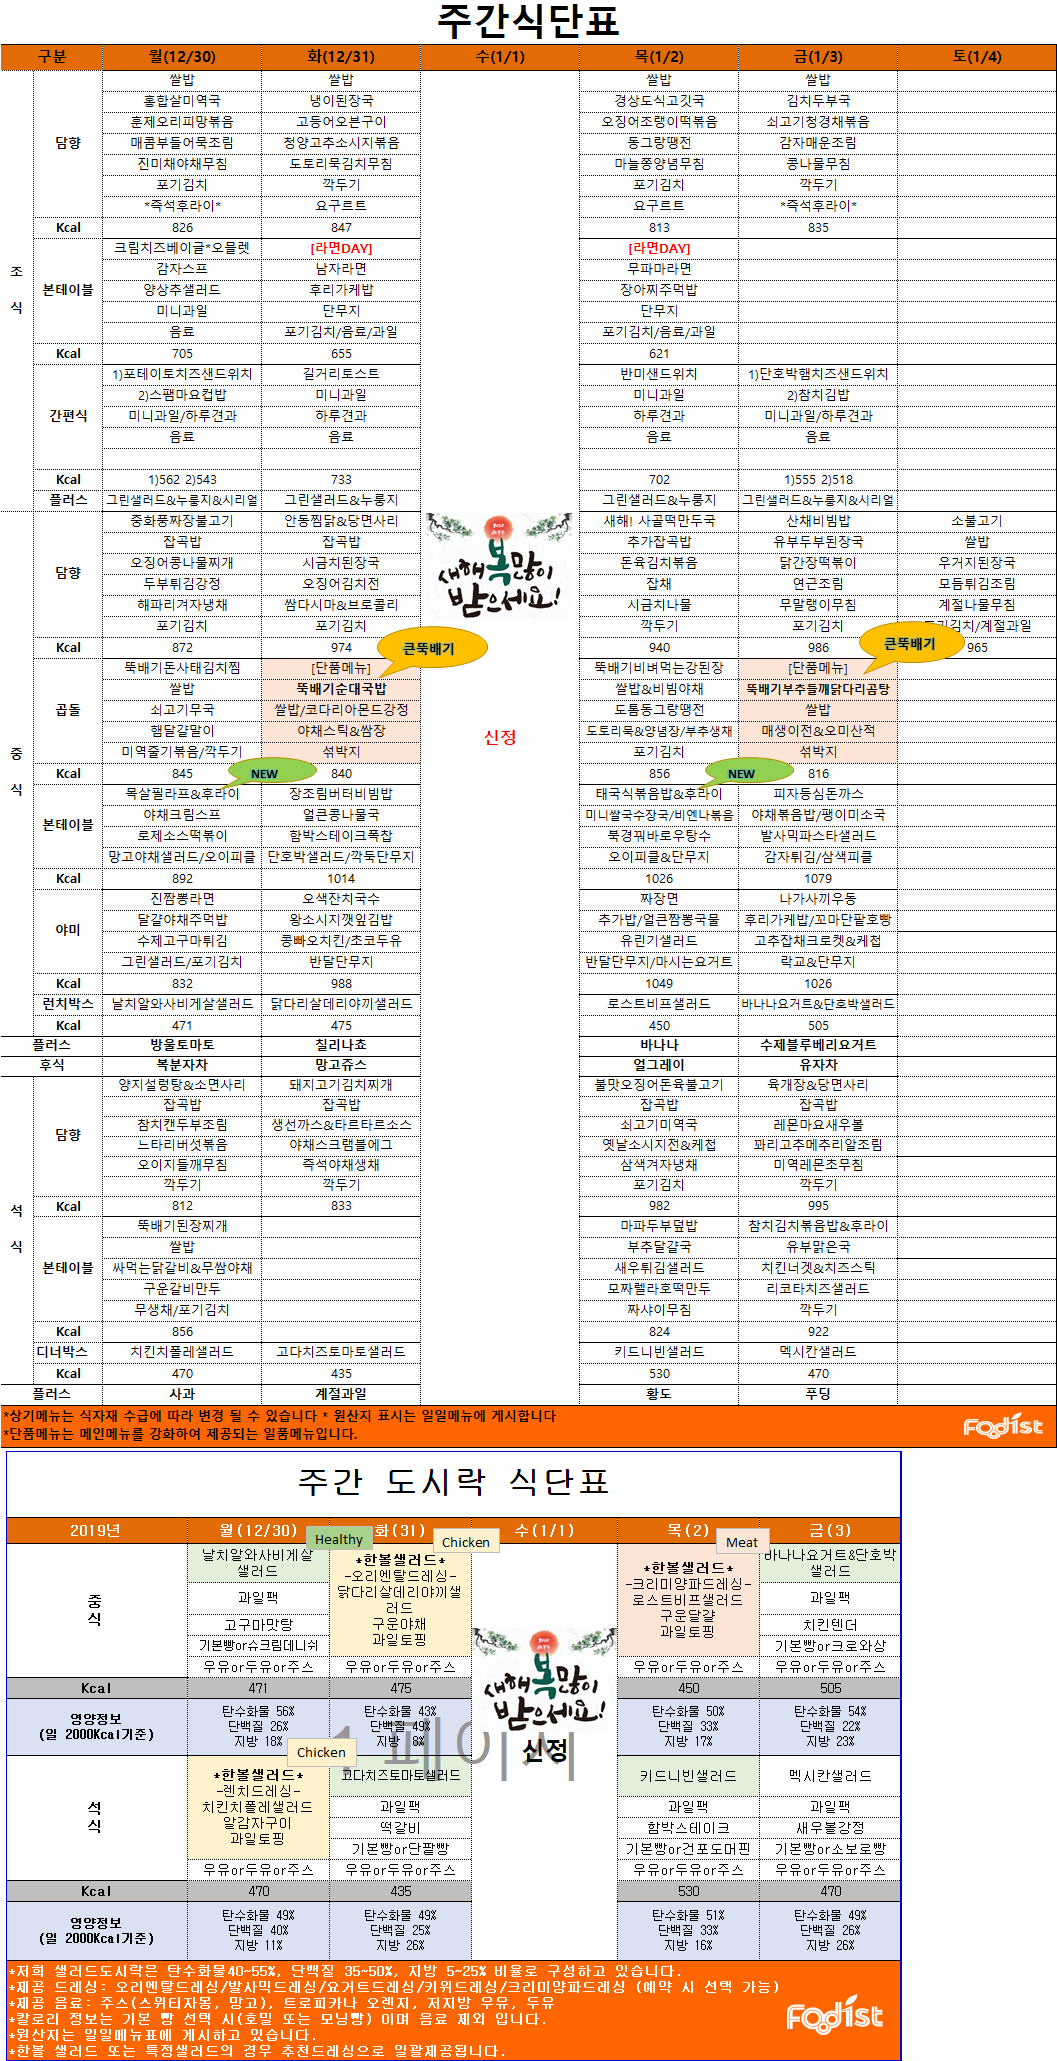 주간식단표
구분 월(12/30) 화(12/31) 수(1/1) 목(1/2) 금(1/3) 토(1/4)
쌀밥 쌀밥 쌀밥 쌀밥
홍합살미역국 냉이된장국 경상도식고깃국 김치두부국
훈제오리피망볶음 고등어오븐구이 오징어조랭이떡볶음 쇠고기청경채볶음
담향 매콤부들어묵조림 청양고추소시지볶음 동그랑땡전 감자매운조림
진미채야채무침 도토리묵김치무침 마늘쫑양념무침 콩나물무침
포기김치 깍두기 포기김치 깍두기
*즉석후라이* 요구르트 요구르트 *즉석후라이*
Kcal 826 847 813 835
크림치즈베이글*오믈렛 [라면DAY] [라면DAY]
조 감자스프 남자라면 무파마라면
본테이블 양상추샐러드 후리가케밥 장아찌주먹밥
식 미니과일 단무지 단무지
음료 포기김치/음료/과일 포기김치/음료/과일
Kcal 705 655 621
1)포테이토치즈샌드위치 길거리토스트 반미샌드위치 1)단호박햄치즈샌드위치
2)스팸마요컵밥 미니과일 미니과일 2)참치김밥
간편식 미니과일/하루견과 하루견과 하루견과 미니과일/하루견과
음료 음료 음료 음료
Kcal 1)562 2)543 733 702 1)555 2)518
플러스 그린샐러드&누룽지&시리얼 그린샐러드&누룽지 그린샐러드&누룽지 그린샐러드&누룽지&시리얼
중화풍짜장불고기 안동찜닭&당면사리 새해! 사골떡만두국 산채비빔밥 소불고기
잡곡밥 잡곡밥 추가잡곡밥 유부두부된장국 쌀밥
담향 오징어콩나물찌개 시금치된장국 돈육김치볶음 닭간장떡볶이 우거지된장국
두부튀김강정 오징어김치전 잡채 연근조림 모듬튀김조림
해파리겨자냉채 쌈다시마&브로콜리 시금치나물 무말랭이무침 계절나물무침
포기김치 포기김치 깍두기 포기김치 김치/계절과일
새해 복 많이 받으세요!
Kcal 872 974 940 986 965
큰뚝배기 큰뚝배기
뚝배기돈사태김치찜 [단품메뉴] 뚝배기비벼먹는강된장 [단품메뉴]
쌀밥 뚝배기순대국밥 쌀밥&비빔야채 뚝배기부추들깨닭다리곰탕
곱돌 쇠고기무국 쌀밥/코다리아몬드강정 도톰동그랑땡전 쌀밥
햄달걀말이 야채스틱&쌈장 도토리묵&양념장/부추생채 매생이전&오미산적
미역줄기볶음/깍두기 섞박지 포기김치 섞박지
신정
중 Kcal 845 840 856 816
NEW NEW
식 목살필라프&후라이 장조림버터비빔밥 태국식볶음밥&후라이 피자등심돈까스
야채크림스프 얼큰콩나물국 미니쌀국수장국/비엔나볶음 야채볶음밥/팽이미소국
본테이블 로제소스떡볶이 함박스테이크폭찹 북경꿔바로우탕수 발사믹파스타샐러드
망고야채샐러드/오이피클 단호박샐러드/깍둑단무지 오이피클&단무지 감자튀김/삼색피클
Kcal 892 1014 1026 1079
진짬뽕라면 오색잔치국수 짜장면 나가사끼우동
야미 달걀야채주먹밥 왕소시지깻잎김밥 추가밥/얼큰짬뽕국물 후리가케밥/꼬마단팥호빵
수제고구마튀김 콩빠오치킨/초코두유 유린기샐러드 고추잡채크로켓&케첩
그린샐러드/포기김치 반달단무지 반달단무지/마시는요거트 락교&단무지
Kcal 832 988 1049 1026
런치박스 날치알와사비게살샐러드 닭다리살데리야끼샐러드 로스트비프샐러드 바나나요거트&단호박샐러드
Kcal 471 475 450 505
플러스 방울토마토 칠리나쵸 바나나 수제블루베리요거트
후식 복분자차 망고쥬스 얼그레이 유자차
양지설렁탕&소면사리 돼지고기김치찌개 불맛오징어돈육불고기 육개장&당면사리
잡곡밥 잡곡밥 잡곡밥 잡곡밥
담향 참치캔두부조림 생선까스&타르타르소스 쇠고기미역국 레몬마요새우볼
느타리버섯볶음 야채스크램블에그 옛날소시지전&케첩 꽈리고추메추리알조림
오이지들깨무침 즉석야채생채 삼색겨자냉채 미역레몬초무침
깍두기 깍두기 포기김치 깍두기
석 Kcal 812 833 982 995
뚝배기된장찌개 마파두부덮밥 참치김치볶음밥&후라이
식 쌀밥 부추달걀국 유부맑은국
본테이블 싸먹는닭갈비&무쌈야채 새우튀김샐러드 치킨너겟&치즈스틱
구운갈비만두 모짜렐라호떡만두 리코타치즈샐러드
무생채/포기김치 짜샤이무침 깍두기
Kcal 856 824 922
디너박스 치킨치폴레샐러드 고다치즈토마토샐러드 키드니빈샐러드 멕시칸샐러드
Kcal 470 435 530 470
플러스 사과 계절과일 황도 푸딩
*상기메뉴는 식자재 수급에 따라 변경 될 수 있습니다 * 원산지 표시는 일일메뉴에 게시합니다
*단품메뉴는 메인메뉴를 강화하여 제공되는 일품메뉴입니다.
Foodist
주간 도시락 식단표
2019년 월(12/30) 화(31) 수(1/1) 목(2) 금(3)
Healthy Chicken Meat
날치알와사비게살샐러드 *한볼샐러드* *한볼샐러드* 바나나요거트&단호박샐러드
-오리엔탈드레싱- -크리미양파드레싱-
중 과일팩 닭다리살데리야끼샐러드 로스트비프샐러드 과일팩
식 고구마맛탕 구운야채 구운달걀 치킨텐더
기본빵or슈크림데니쉬 과일토핑 과일토핑 기본빵or크로와상
우유or두유or주스 우유or두유or주스 우유or두유or주스 우유or두유or주스
새해 복 많이 받으세요!
Kcal 471 475 450 505
영양정보 탄수화물 56% 탄수화물 43% 탄수화물 50% 탄수화물 54%
(일 2000Kcal기준) 단백질 26% 단백질 49% 단백질 33% 단백질 22%
지방 18% 지방 8% 지방 17% 지방 23%
1 페이지
신정
Chicken
*한볼샐러드* 고다치즈토마토샐러드 키드니빈샐러드 멕시칸샐러드
-렌치드레싱-
석 치킨치폴레샐러드 과일팩 과일팩 과일팩
식 알감자구이 떡갈비 함박스테이크 새우볼강정
과일토핑 기본빵or단팥빵 기본빵or건포도머핀 기본빵or소보로빵
우유or두유or주스 우유or두유or주스 우유or두유or주스 우유or두유or주스
Kcal 470 435 530 470
영양정보 탄수화물 49% 탄수화물 49% 탄수화물 51% 탄수화물 49%
(일 2000Kcal기준) 단백질 40% 단백질 25% 단백질 33% 단백질 26%
지방 11% 지방 26% 지방 16% 지방 26%
*저희 샐러드도시락은 탄수화물40~55%, 단백질 35~50%, 지방 5~25% 비율로 구성하고 있습니다.
*제공 드레싱: 오리엔탈드레싱/발사믹드레싱/요거트드레싱/키위드레싱/크리미양파드레싱 (예약 시 선택 가능)
*제공 음료: 주스(스위티자몽, 망고), 트로피카나 오렌지, 저지방 우유, 두유
*칼로리 정보는 기본 빵 선택 시(호밀 또는 모닝빵) 이며 음료 제외 입니다.
*원산지는 일일메뉴표에 게시하고 있습니다.
*한볼 샐러드 또는 특정샐러드의 경우 추천드레싱으로 일괄제공됩니다.
Foodist